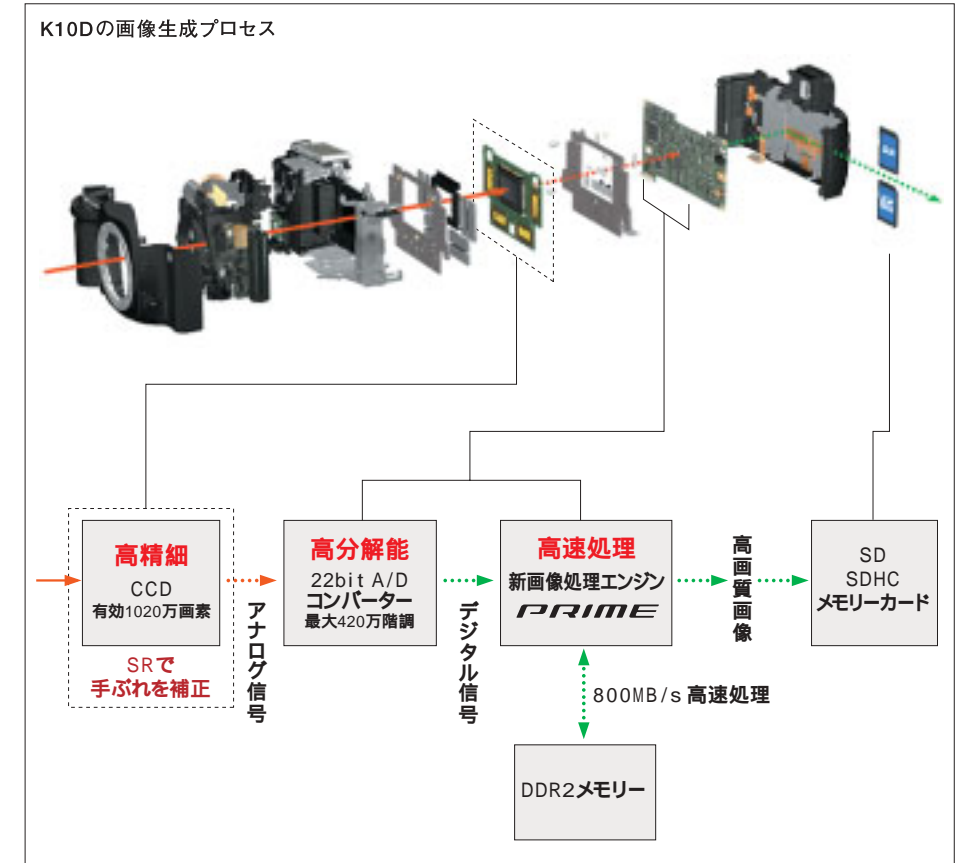 K10Dの画像生成プロセス
高精細
CCD
有効1020万画素
SRで
手ぶれを補正
アナログ信号
高分解能
22bit A/D
コンバーター
最大420万階調
デジタル信号
高速処理
新画像処理エンジン
PRIME
高画質画像
SD
SDHC
メモリーカード
800MB/s 高速処理
DDR2メモリー